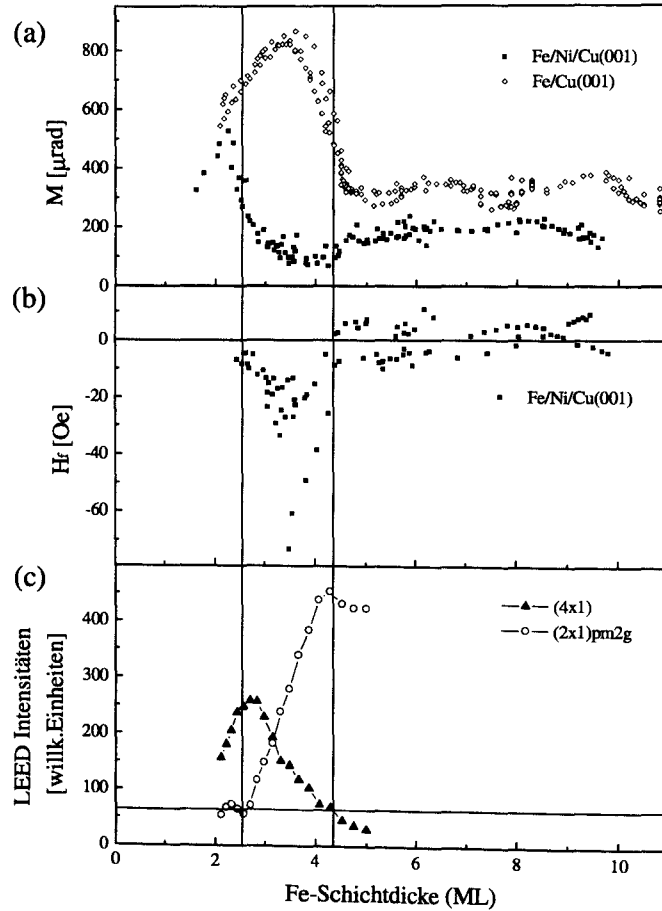 (a)
800
600
400
200
0
M [µrad]
Fe/Ni/Cu(001)
Fe/Cu(001)
(b)
0
-20
-40
-60
Hf [Oe]
Fe/Ni/Cu(001)
(c)
400
300
200
100
0
LEED Intensitäten
[willk.Einheiten]
(4x1)
(2x1)pm2g
0 2 4 6 8 10
Fe-Schichtdicke (ML)